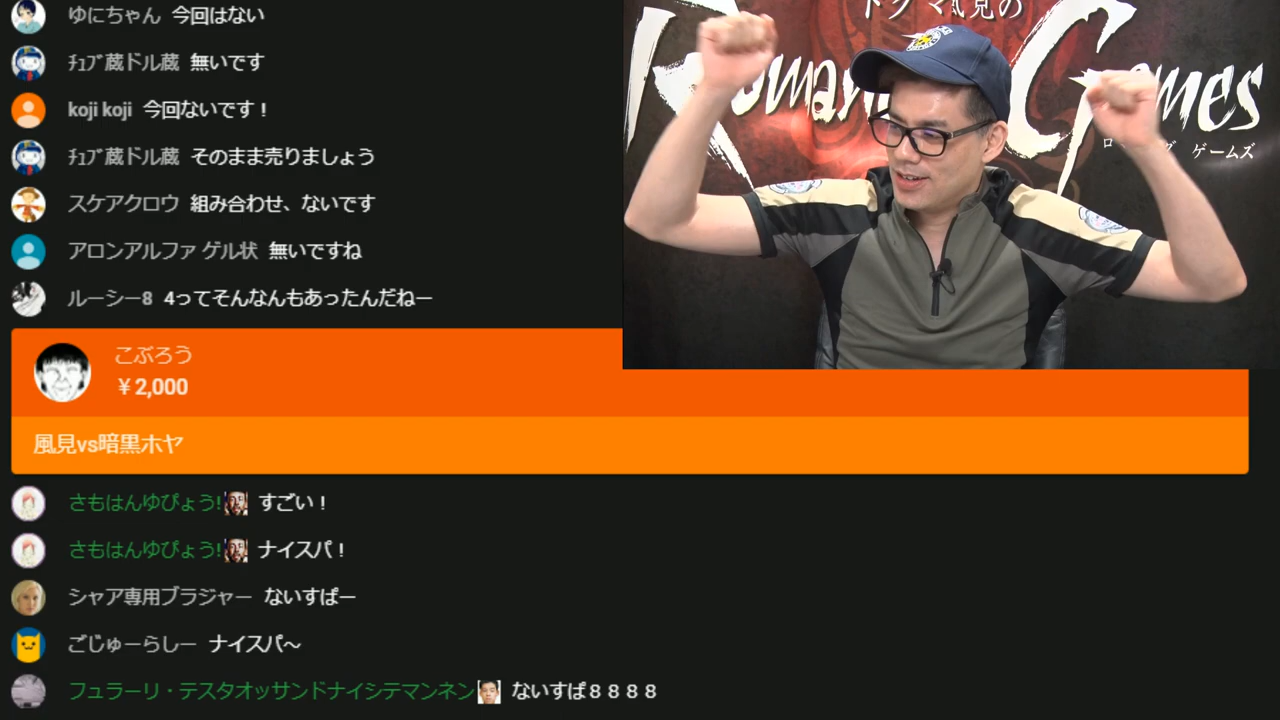 ゆにちゃん 今回はない
ﾁｭﾌﾞ蔵ドル蔵 無いです
koji koji 今回ないです！
ﾁｭﾌﾞ蔵ドル蔵 そのまま売りましょう
スケアクロウ 組み合わせ、ないです
アロンアルファ ゲル状 無いですね
ルーシー8 4ってそんなんもあったんだねー
こぶろう
￥2,000
風見vs暗黒ホヤ
さもはんゆぴょう! すごい！
さもはんゆぴょう! ナイスパ！
シャア専用ブラジャー ないすぱー
ごじゅーらしー ナイスパ～
フュラーリ・テスタオッサンドナイシテマンネン ないすぱ８８８８
ドグマ風見の
ゲームズ